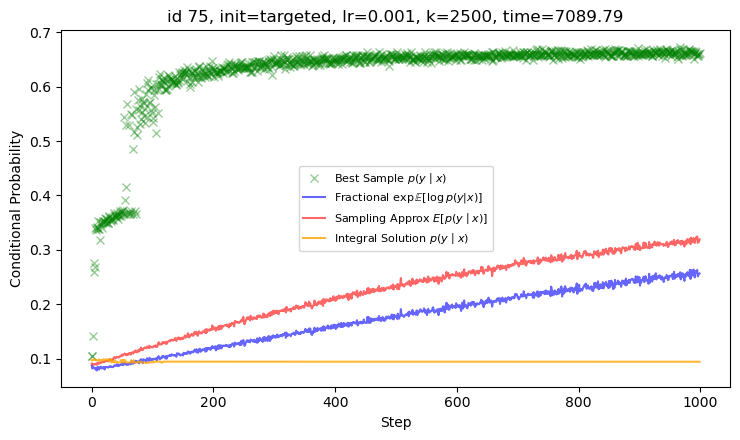 id 75, init=targeted, lr=0.001, k=2500, time=7089.79
Conditional Probability
0.7
0.6
0.5
0.4
0.3
0.2
0.1
Best Sample p(y | x)
Fractional exp𝔼[log p(y|x)]
Sampling Approx E[p(y | x)]
Integral Solution p(y | x)
0 200 400 600 800 1000
Step